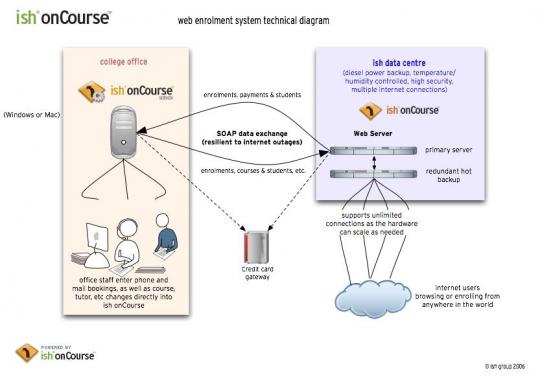 ish onCourse™
web enrolment system technical diagram
college office
ish onCourse™
SERVER
(Windows or Mac)
office staff enter phone and
mail bookings, as well as course,
tutor, etc changes directly into
ish onCourse
enrolments, payments & students
SOAP data exchange
(resilient to internet outages)
enrolments, courses & students, etc.
Credit card
gateway
ish data centre
(diesel power backup, temperature/
humidity controlled, high security,
multiple internet connections)
ish onCourse™
Web Server
primary server
redundant hot
backup
supports unlimited
connections as the hardware
can scale as needed
internet users
browsing or enrolling from
anywhere in the world
POWERED BY
ish onCourse™
© ish group 2006